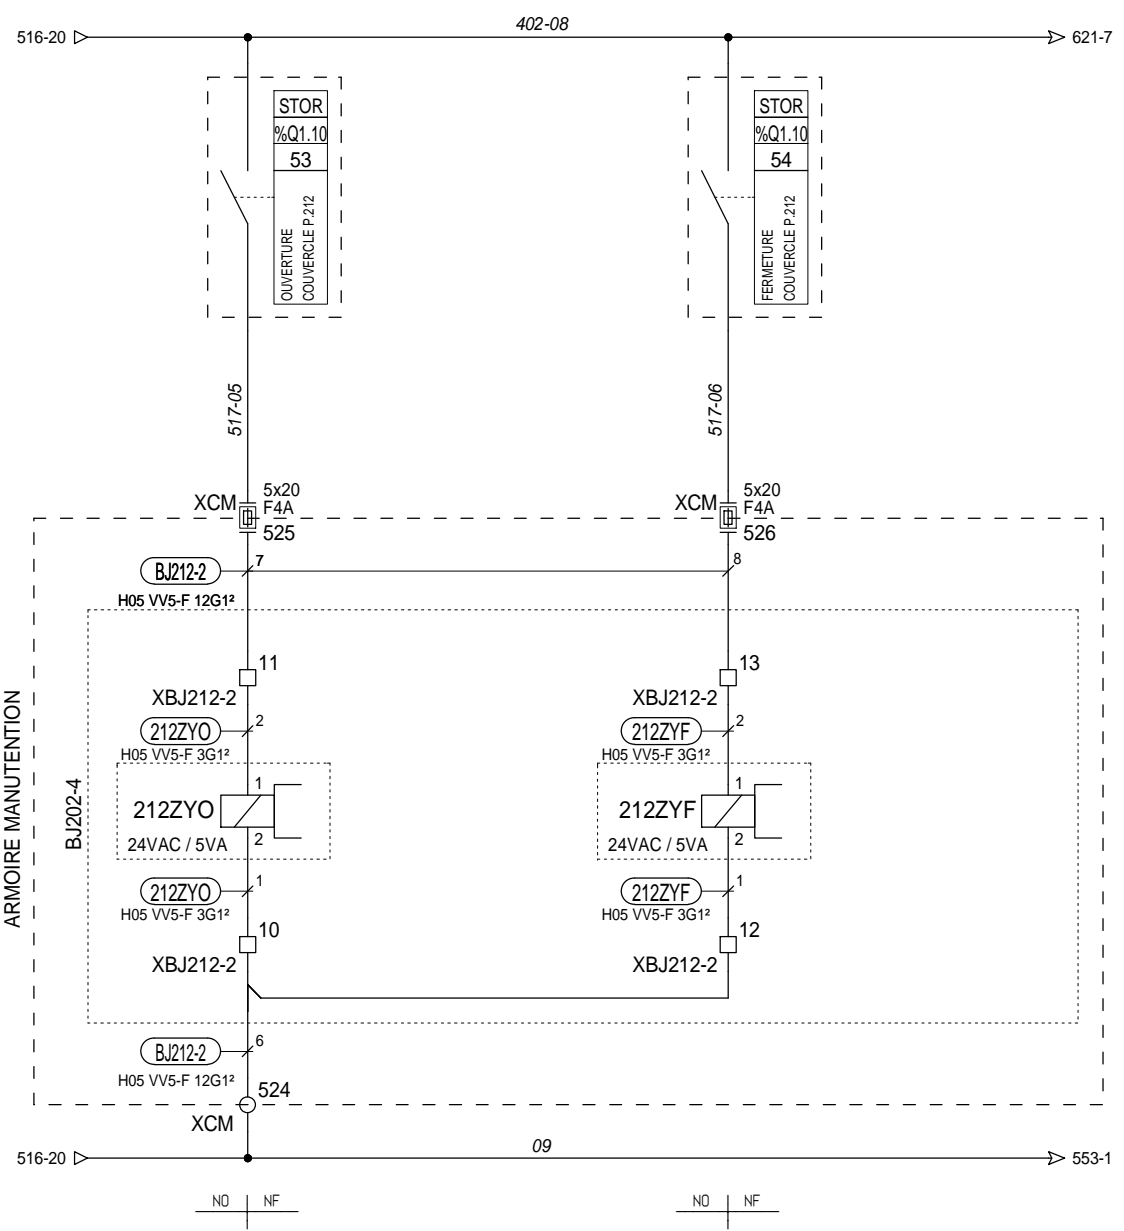 402-08
516-20
621-7
STOR
%Q1.10
53
OUVERTURE
COUVERCLE P.212
STOR
%Q1.10
54
FERMETURE
COUVERCLE P.212
517-05
517-06
XCM
5x20
F4A
525
XCM
5x20
F4A
526
BJ212-2
7
8
H05 VV5-F 12G1²
ARMOIRE MANUTENTION
BJ202-4
11
XBJ212-2
13
XBJ212-2
212ZYO
2
H05 VV5-F 3G1²
212ZYF
2
H05 VV5-F 3G1²
1
212ZYO
2
24VAC / 5VA
1
212ZYF
2
24VAC / 5VA
212ZYO
1
H05 VV5-F 3G1²
212ZYF
1
H05 VV5-F 3G1²
10
XBJ212-2
12
XBJ212-2
BJ212-2
6
H05 VV5-F 12G1²
524
XCM
516-20
09
553-1
NO
NF
NO
NF